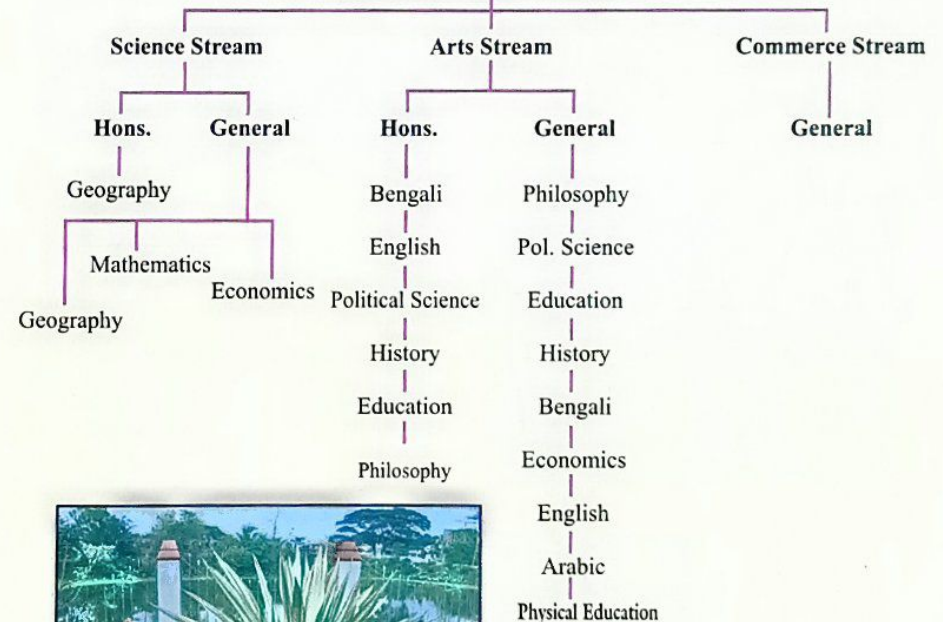 Science Stream Arts Stream Commerce Stream
Hons. General Hons. General General
Geography Bengali Philosophy
English Pol. Science
Mathematics
Economics Political Science Education
Geography
History History
Education Bengali
Philosophy Economics
English
Arabic
Physical Education